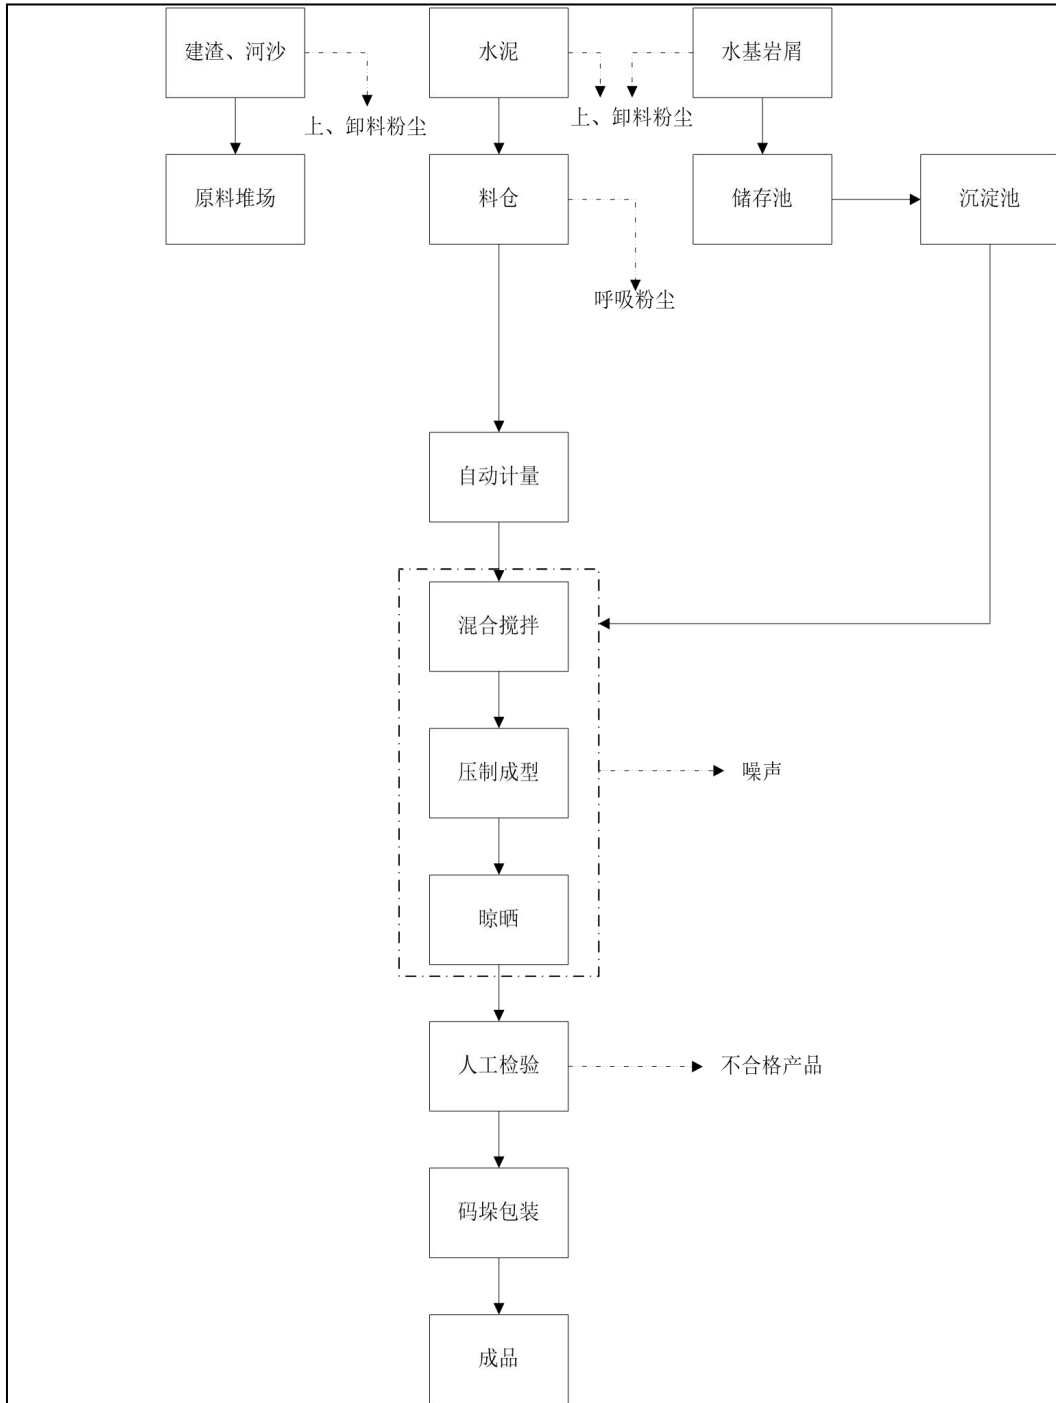 建渣、河沙
水泥
水基岩屑
上、卸料粉尘
上、卸料粉尘
原料堆场
料仓
储存池
沉淀池
呼吸粉尘
自动计量
混合搅拌
压制成型
噪声
晾晒
人工检验
不合格产品
码垛包装
成品